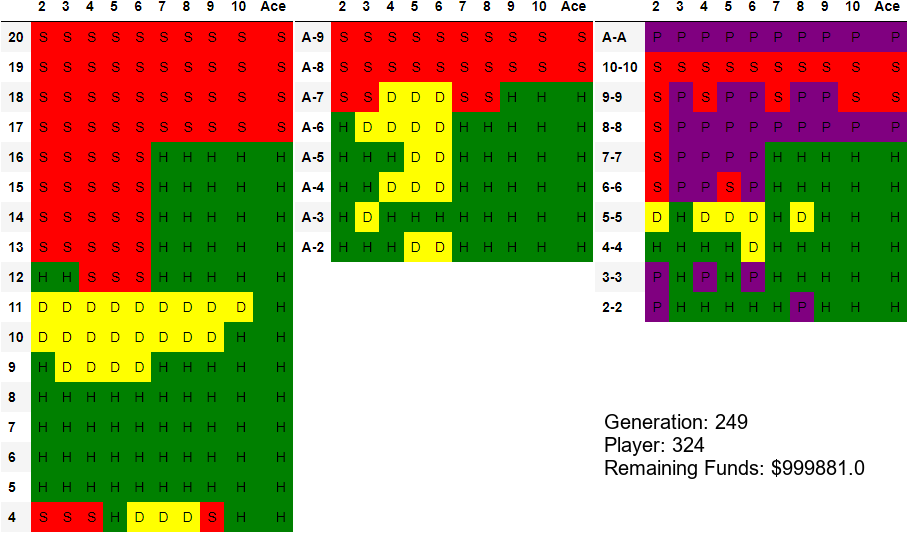 2 3 4 5 6 7 8 9 10 Ace 2 3 4 5 6 7 8 9 10 Ace 2 3 4 5 6 7 8 9 10 Ace
20 S S S S S S S S S S A-9 S S S S S S S S S S A-A P P P P P P P P P P
19 S S S S S S S S S S A-8 S S S S S S S S S S 10-10 S S S S S S S S S S
18 S S S S S S S S S S A-7 S S D D D S S H H H 9-9 S P S P P S P P S S
17 S S S S S S S S S S A-6 H D D D D H H H H H 8-8 S P P P P P P P P P
16 S S S S S H H H H H A-5 H H H D D H H H H H 7-7 S P P P P H H H H H
15 S S S S S H H H H H A-4 H H D D D H H H H H 6-6 S P P S P H H H H H
14 S S S S S H H H H H A-3 H D H H H H H H H H 5-5 D H D D D H D H H H
13 S S S S S H H H H H A-2 H H H D D H H H H H 4-4 H H H H D H H H H H
12 H H S S S H H H H H 3-3 P H P H P H H H H H
11 D D D D D D D D D H 2-2 P H H H H H P H H H
10 D D D D D D D D H H
9 H D D D D H H H H H
8 H H H H H H H H H H
7 H H H H H H H H H H
6 H H H H H H H H H H
5 H H H H H H H H H H
4 S S S H D D D S H H
Generation: 249
Player: 324
Remaining Funds: $999881.0